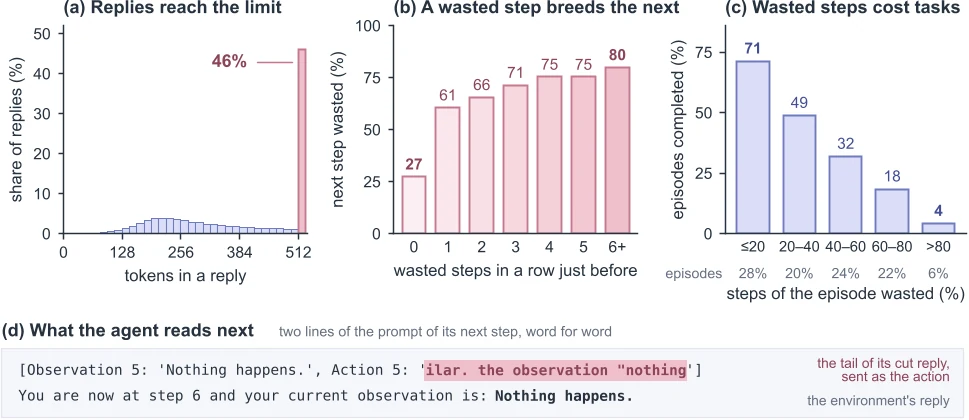 (a) Replies reach the limit
share of replies (%)
50
40
30
20
10
0
46%
0 128 256 384 512
tokens in a reply
(b) A wasted step breeds the next
next step wasted (%)
100
75
50
25
0
27 61 66 71 75 75 80
0 1 2 3 4 5 6+
wasted steps in a row just before
(c) Wasted steps cost tasks
episodes completed (%)
75
50
25
0
71 49 32 18 4
≤20 20–40 40–60 60–80 >80
episodes 28% 20% 24% 22% 6%
steps of the episode wasted (%)
(d) What the agent reads next two lines of the prompt of its next step, word for word
[Observation 5: 'Nothing happens.', Action 5: 'ilar. the observation "nothing']
You are now at step 6 and your current observation is: Nothing happens.
the tail of its cut reply,
sent as the action
the environment's reply